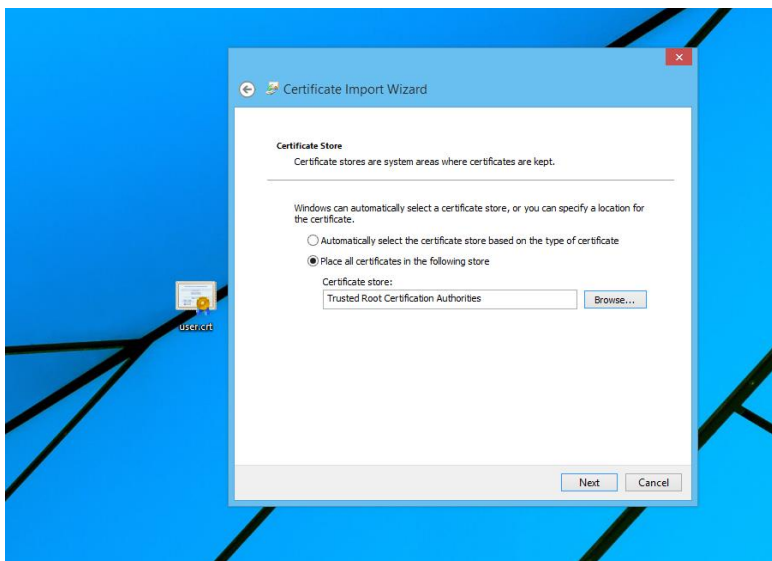 Certificate Import Wizard
Certificate Store
Certificate stores are system areas where certificates are kept.
Windows can automatically select a certificate store, or you can specify a location for
the certificate.
Automatically select the certificate store based on the type of certificate
Place all certificates in the following store
Certificate store:
Trusted Root Certification Authorities
Browse...
user.crt
Next
Cancel